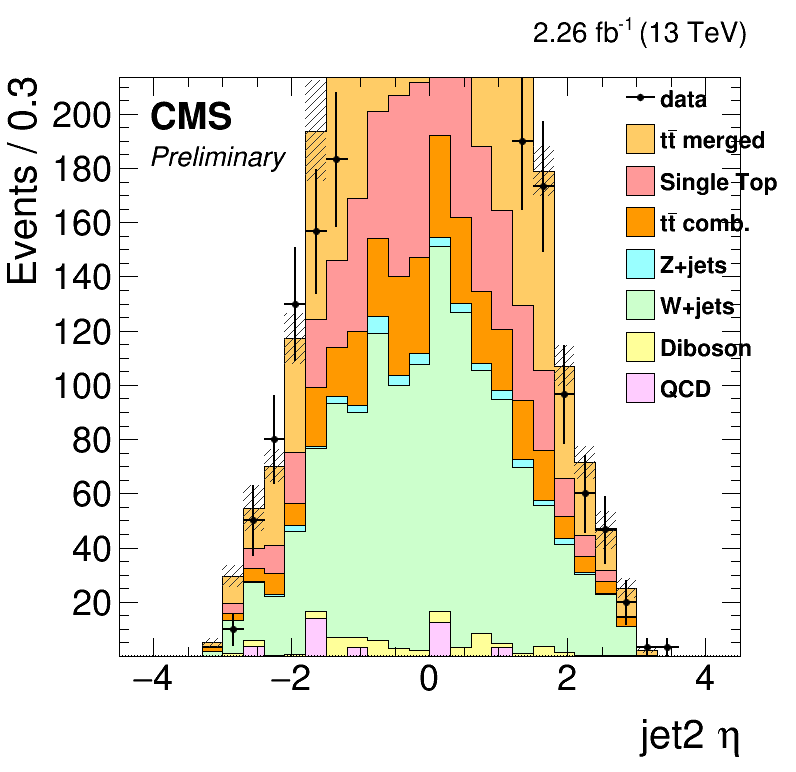 2.26 fb-1 (13 TeV)
Events / 0.3
CMS
Preliminary
data
tt̄ merged
Single Top
tt̄ comb.
Z+jets
W+jets
Diboson
QCD
200
180
160
140
120
100
80
60
40
20
−4 −2 0 2 4
jet2 η